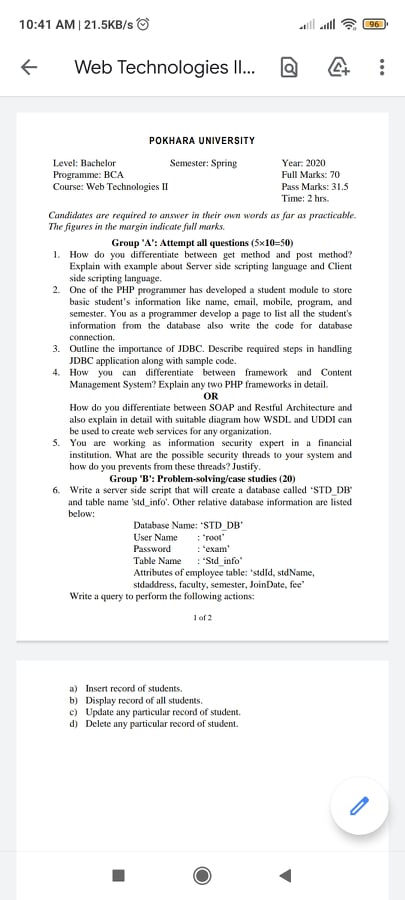 10:41 AM | 21.5KB/s
96
Web Technologies II...
POKHARA UNIVERSITY
Level: Bachelor Semester: Spring Year: 2020
Programme: BCA Full Marks: 70
Course: Web Technologies II Pass Marks: 31.5
Time: 2 hrs.
Candidates are required to answer in their own words as far as practicable.
The figures in the margin indicate full marks.
Group 'A': Attempt all questions (5×10=50)
1. How do you differentiate between get method and post method?
Explain with example about Server side scripting language and Client
side scripting language.
2. One of the PHP programmer has developed a student module to store
basic student's information like name, email, mobile, program, and
semester. You as a programmer develop a page to list all the student's
information from the database also write the code for database
connection.
3. Outline the importance of JDBC. Describe required steps in handling
JDBC application along with sample code.
4. How you can differentiate between framework and Content
Management System? Explain any two PHP frameworks in detail.
OR
How do you differentiate between SOAP and Restful Architecture and
also explain in detail with suitable diagram how WSDL and UDDI can
be used to create web services for any organization.
5. You are working as information security expert in a financial
institution. What are the possible security threads to your system and
how do you prevents from these threads? Justify.
Group 'B': Problem-solving/case studies (20)
6. Write a server side script that will create a database called 'STD_DB'
and table name 'std_info'. Other relative database information are listed
below:
Database Name: 'STD_DB'
User Name : 'root'
Password : 'exam'
Table Name : 'Std_info'
Attributes of employee table: 'stdId, stdName,
stdaddress, faculty, semester, JoinDate, fee'
Write a query to perform the following actions:
1 of 2
a) Insert record of students.
b) Display record of all students.
c) Update any particular record of student.
d) Delete any particular record of student.